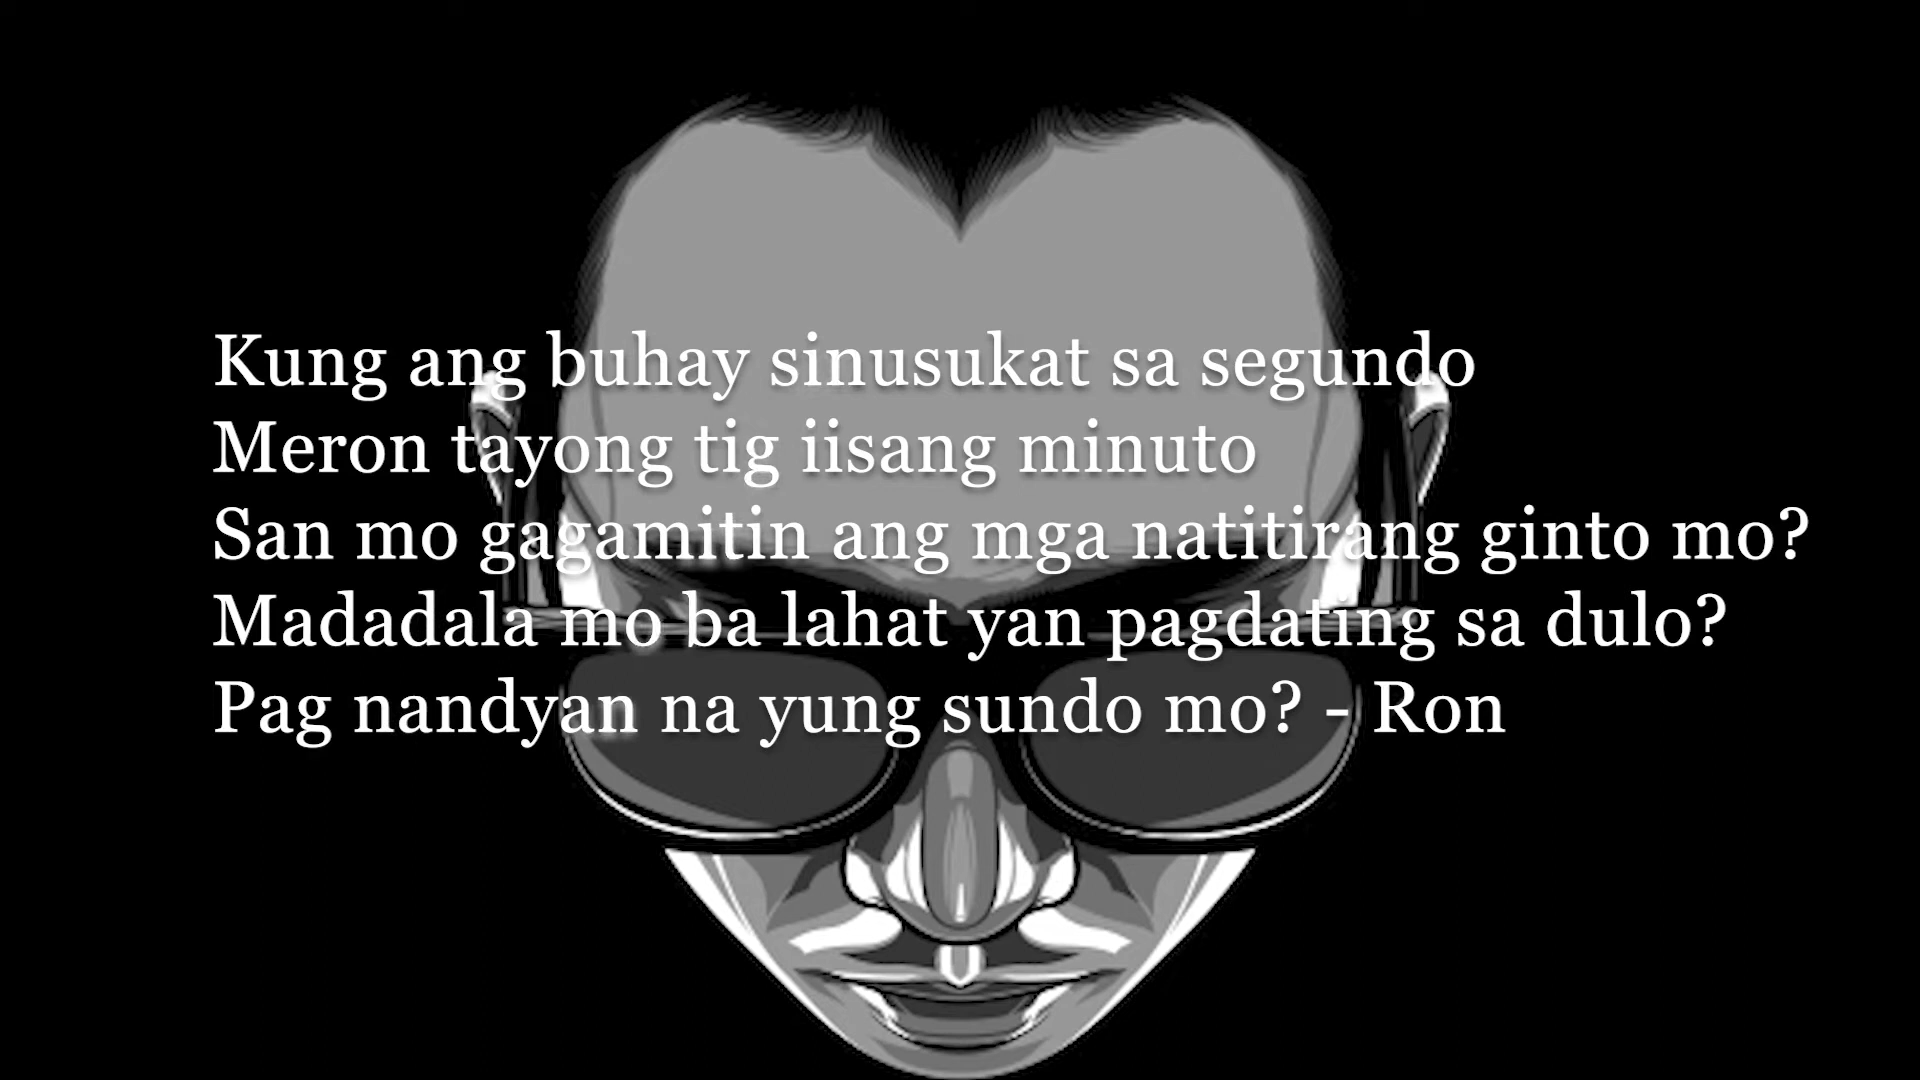 Kung ang buhay sinusukat sa segundo
Meron tayong tig iisang minuto
San mo gagamitin ang mga natitirang ginto mo?
Madadala mo ba lahat yan pagdating sa dulo?
Pag nandyan na yung sundo mo? - Ron